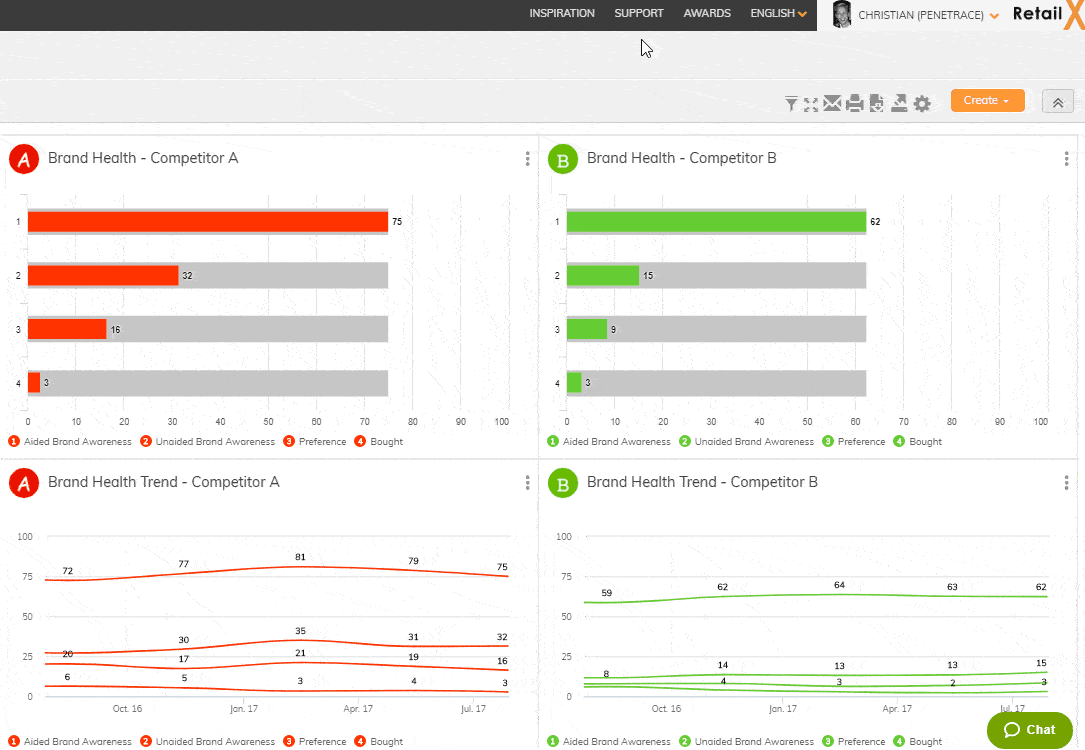 INSPIRATION SUPPORT AWARDS ENGLISH CHRISTIAN (PENETRACE) Retail X
Create
A Brand Health - Competitor A
1 75
2 32
3 16
4 3
0 10 20 30 40 50 60 70 80 90 100
1 Aided Brand Awareness 2 Unaided Brand Awareness 3 Preference 4 Bought
B Brand Health - Competitor B
1 62
2 15
3 9
4 3
0 10 20 30 40 50 60 70 80 90 100
1 Aided Brand Awareness 2 Unaided Brand Awareness 3 Preference 4 Bought
A Brand Health Trend - Competitor A
100
75
50
25
0
72 77 81 79 75
30 35 31 32
20 17 21 19 16
6 5 3 4 3
Oct. 16 Jan. 17 Apr. 17 Jul. 17
1 Aided Brand Awareness 2 Unaided Brand Awareness 3 Preference 4 Bought
B Brand Health Trend - Competitor B
100
75
50
25
0
59 62 64 63 62
8 14 13 13 15
4 3 2 3
Oct. 16 Jan. 17 Apr. 17 Jul. 17
1 Aided Brand Awareness 2 Unaided Brand Awareness 3 Preference 4 Bought
Chat